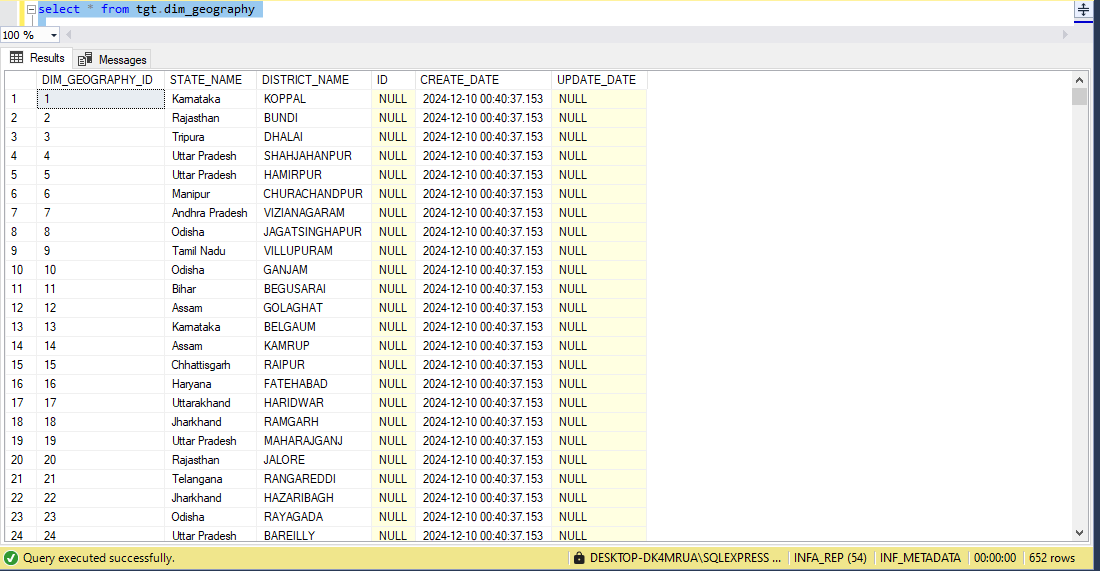 select * from tgt.dim_geography
100 %
Results Messages
DIM_GEOGRAPHY_ID STATE_NAME DISTRICT_NAME ID CREATE_DATE UPDATE_DATE
1 1 Karnataka KOPPAL NULL 2024-12-10 00:40:37.153 NULL
2 2 Rajasthan BUNDI NULL 2024-12-10 00:40:37.153 NULL
3 3 Tripura DHALAI NULL 2024-12-10 00:40:37.153 NULL
4 4 Uttar Pradesh SHAHJAHANPUR NULL 2024-12-10 00:40:37.153 NULL
5 5 Uttar Pradesh HAMIRPUR NULL 2024-12-10 00:40:37.153 NULL
6 6 Manipur CHURACHANDPUR NULL 2024-12-10 00:40:37.153 NULL
7 7 Andhra Pradesh VIZIANAGARAM NULL 2024-12-10 00:40:37.153 NULL
8 8 Odisha JAGATSINGHAPUR NULL 2024-12-10 00:40:37.153 NULL
9 9 Tamil Nadu VILLUPURAM NULL 2024-12-10 00:40:37.153 NULL
10 10 Odisha GANJAM NULL 2024-12-10 00:40:37.153 NULL
11 11 Bihar BEGUSARAI NULL 2024-12-10 00:40:37.153 NULL
12 12 Assam GOLAGHAT NULL 2024-12-10 00:40:37.153 NULL
13 13 Karnataka BELGAUM NULL 2024-12-10 00:40:37.153 NULL
14 14 Assam KAMRUP NULL 2024-12-10 00:40:37.153 NULL
15 15 Chhattisgarh RAIPUR NULL 2024-12-10 00:40:37.153 NULL
16 16 Haryana FATEHABAD NULL 2024-12-10 00:40:37.153 NULL
17 17 Uttarakhand HARIDWAR NULL 2024-12-10 00:40:37.153 NULL
18 18 Jharkhand RAMGARH NULL 2024-12-10 00:40:37.153 NULL
19 19 Uttar Pradesh MAHARAJGANJ NULL 2024-12-10 00:40:37.153 NULL
20 20 Rajasthan JALORE NULL 2024-12-10 00:40:37.153 NULL
21 21 Telangana RANGAREDDI NULL 2024-12-10 00:40:37.153 NULL
22 22 Jharkhand HAZARIBAGH NULL 2024-12-10 00:40:37.153 NULL
23 23 Odisha RAYAGADA NULL 2024-12-10 00:40:37.153 NULL
24 24 Uttar Pradesh BAREILLY NULL 2024-12-10 00:40:37.153 NULL
Query executed successfully. DESKTOP-DK4MRUA\SQLEXPRESS ... INFA_REP (54) INF_METADATA 00:00:00 652 rows